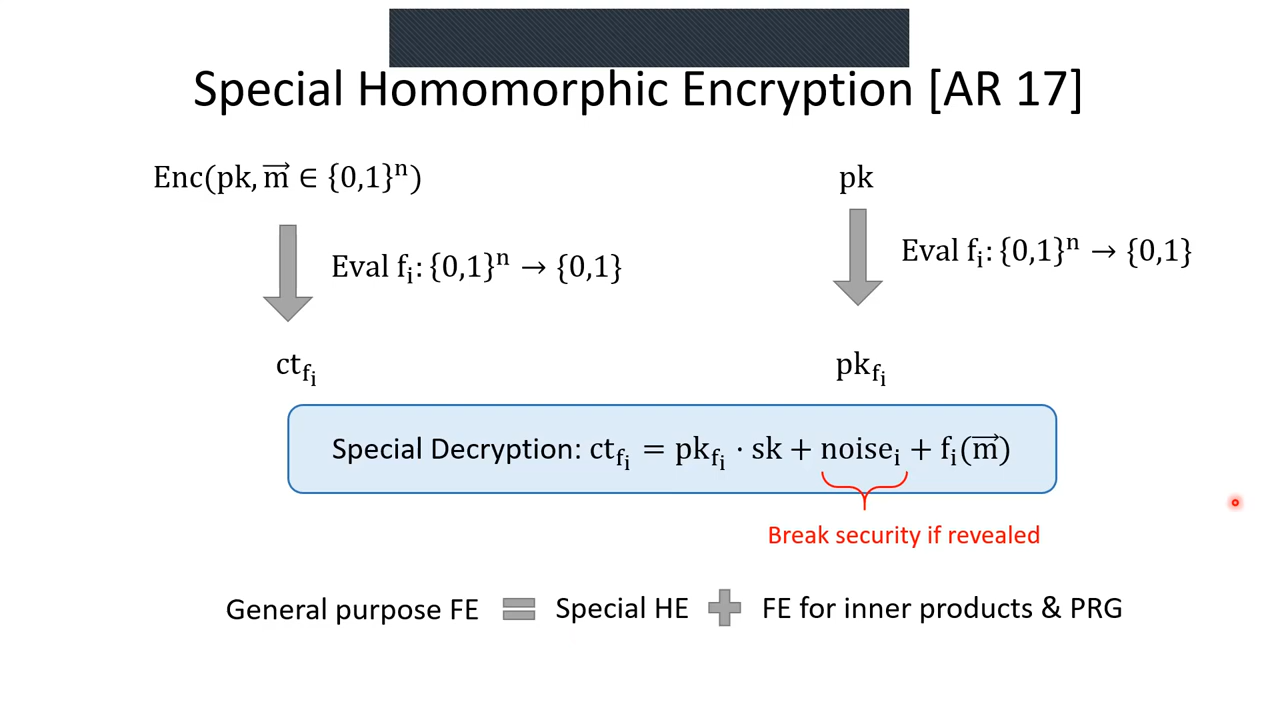 Special Homomorphic Encryption [AR 17]
Enc(pk, m⃗ ∈ {0,1}ⁿ)
pk
Eval fᵢ: {0,1}ⁿ → {0,1}
Eval fᵢ: {0,1}ⁿ → {0,1}
ct_fᵢ
pk_fᵢ
Special Decryption: ct_fᵢ = pk_fᵢ · sk + noiseᵢ + fᵢ(m⃗)
Break security if revealed
General purpose FE = Special HE + FE for inner products & PRG